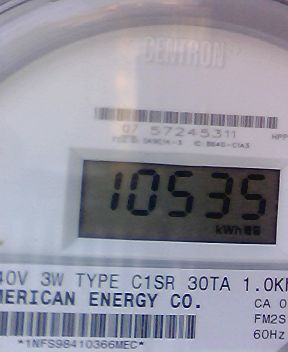 CENTRON
07 57245311
10535
kWh
40V 3W TYPE C1SR 30TA 1.0K
MERICAN ENERGY CO.
CA 0
FM2S
60Hz
*1NFS98410366MEC*